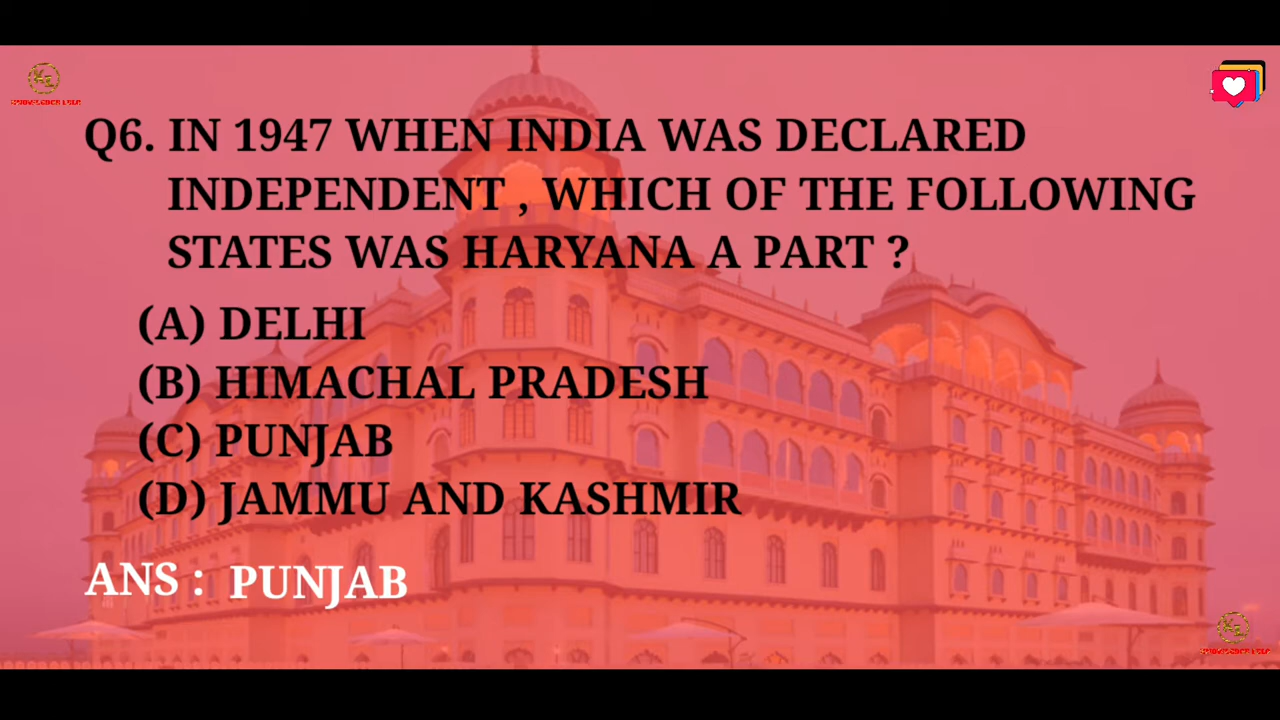 Q6. IN 1947 WHEN INDIA WAS DECLARED
INDEPENDENT , WHICH OF THE FOLLOWING
STATES WAS HARYANA A PART ?
(A) DELHI
(B) HIMACHAL PRADESH
(C) PUNJAB
(D) JAMMU AND KASHMIR
ANS : PUNJAB